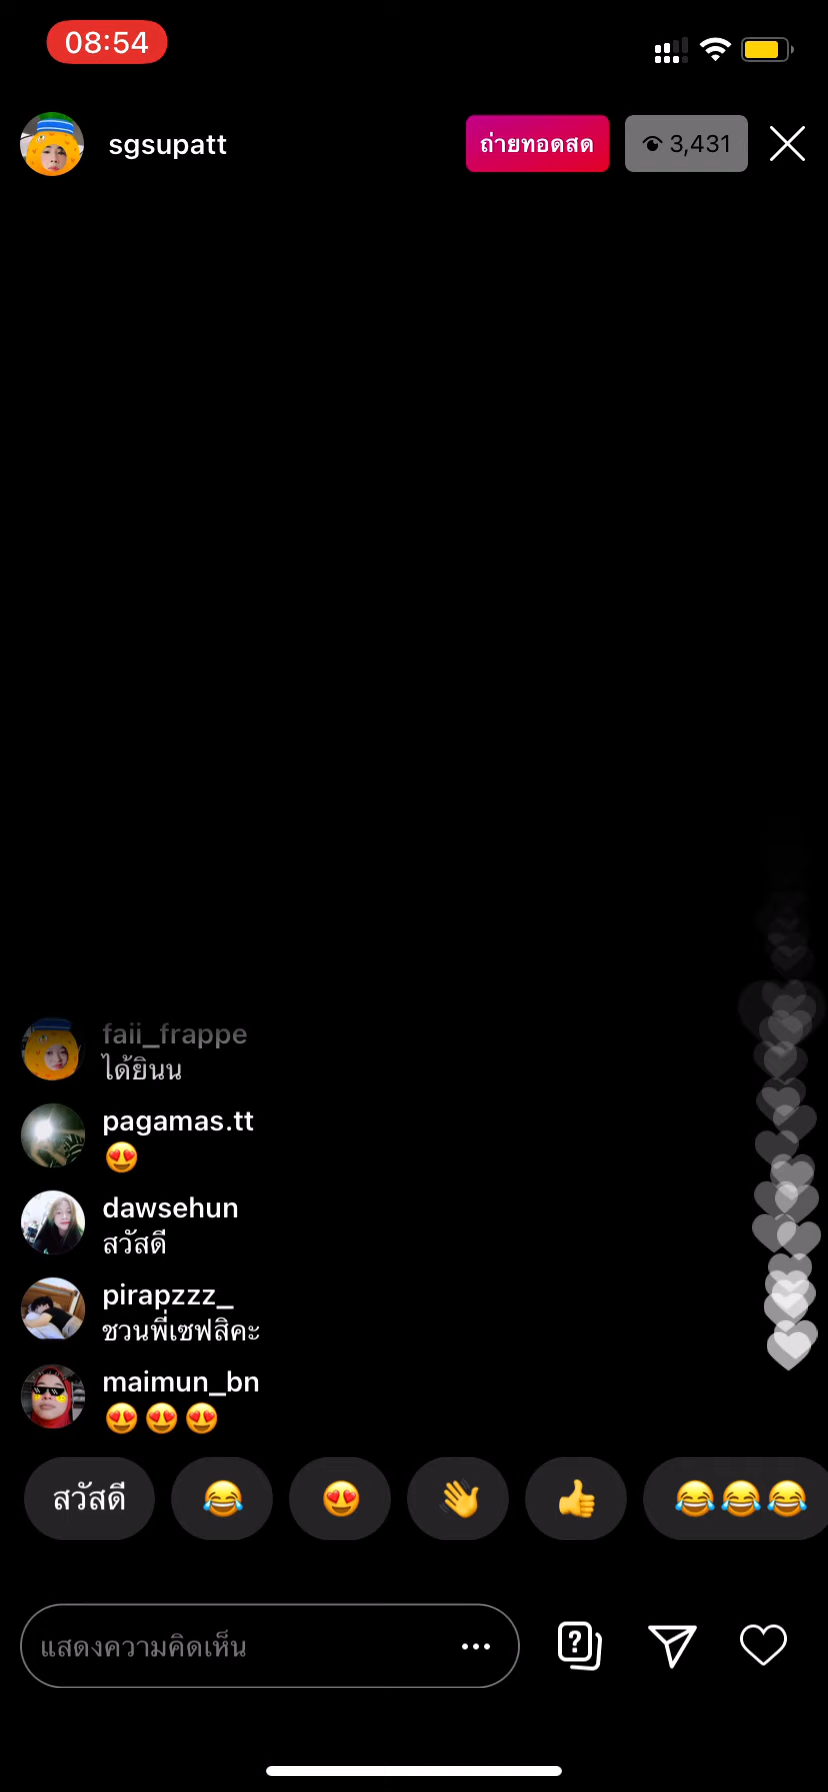 08:54
sgsupatt
ถ่ายทอดสด
3,431
faii_frappe
ได้ยินน
pagamas.tt
😍
dawsehun
สวัสดี
pirapzzz_
ชวนพี่เซฟสิคะ
maimun_bn
😍😍😍
สวัสดี 😂 😍 👋 👍 😂😂😂
แสดงความคิดเห็น